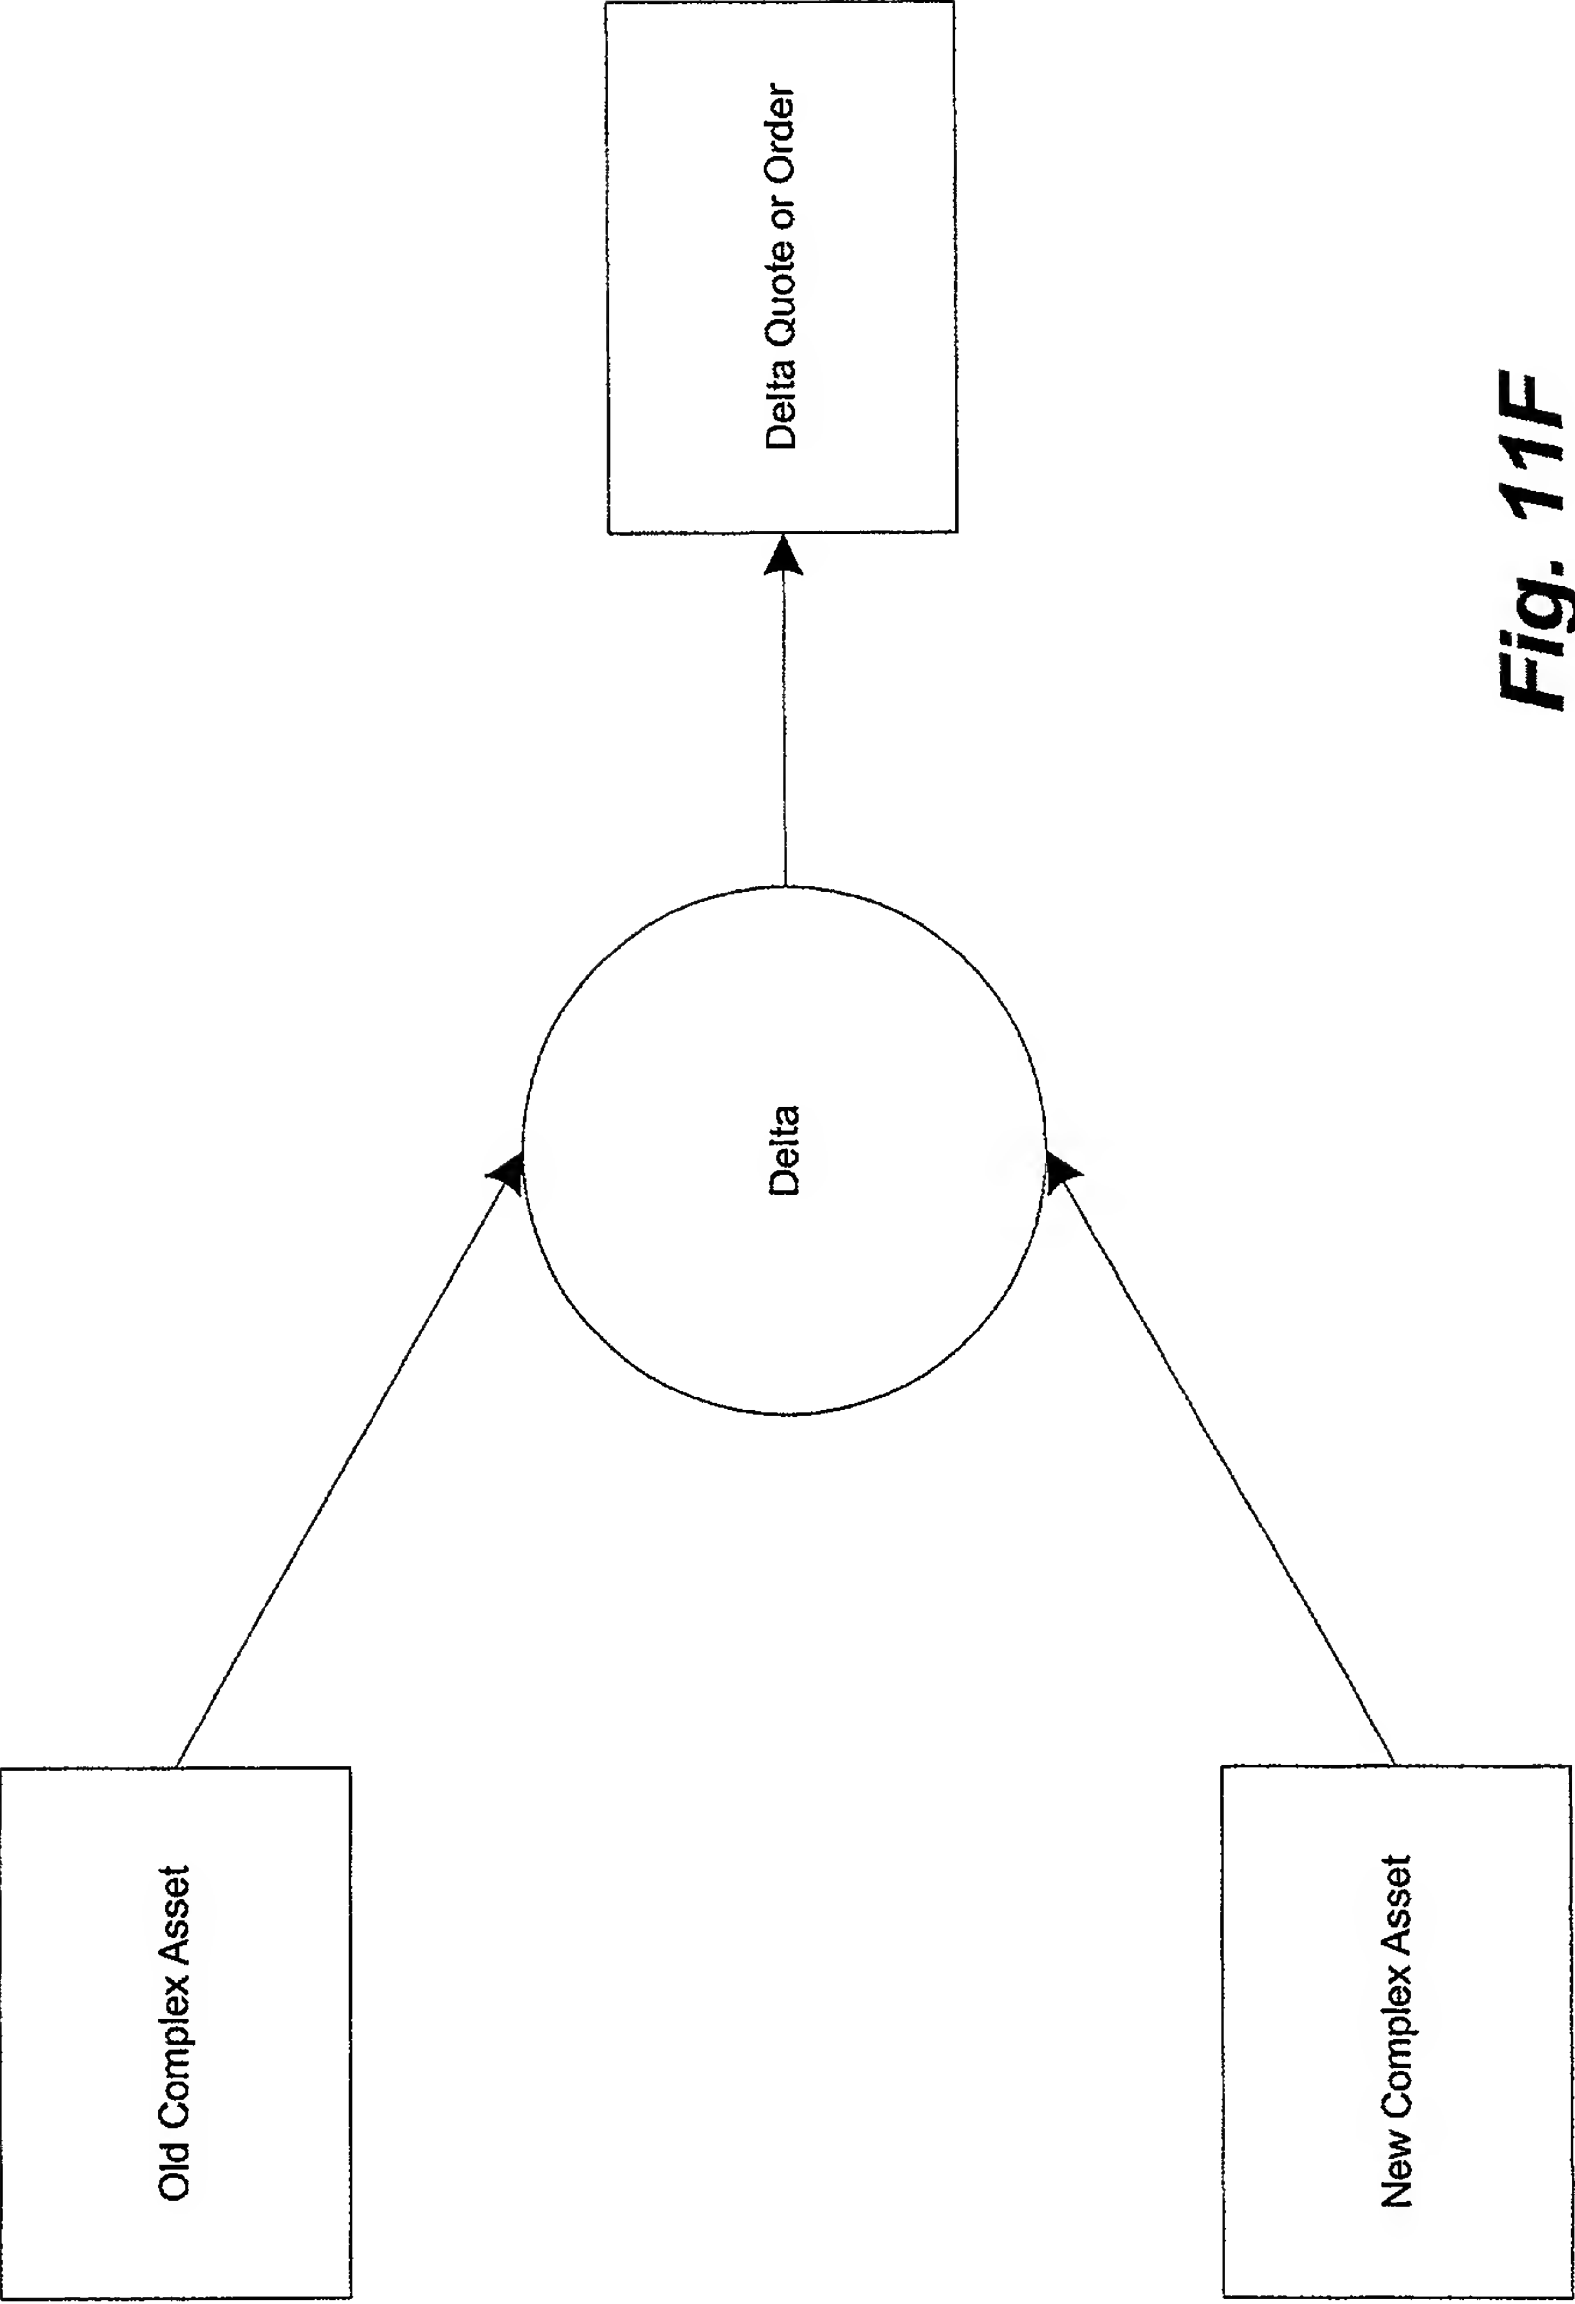 Old Complex Asset
Delta
Delta Quote or Order
New Complex Asset
Fig. 11F